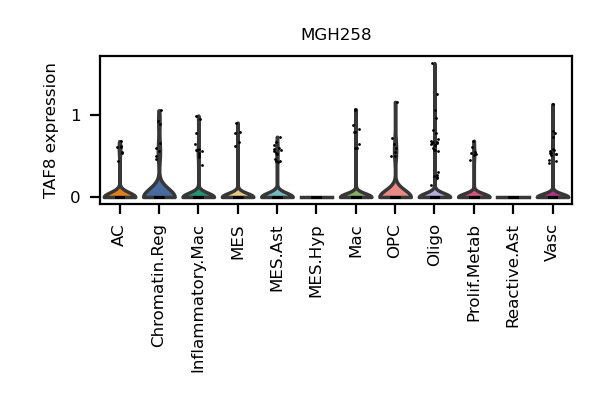 MGH258
TAF8 expression
1
0
AC
Chromatin.Reg
Inflammatory.Mac
MES
MES.Ast
MES.Hyp
Mac
OPC
Oligo
Prolif.Metab
Reactive.Ast
Vasc